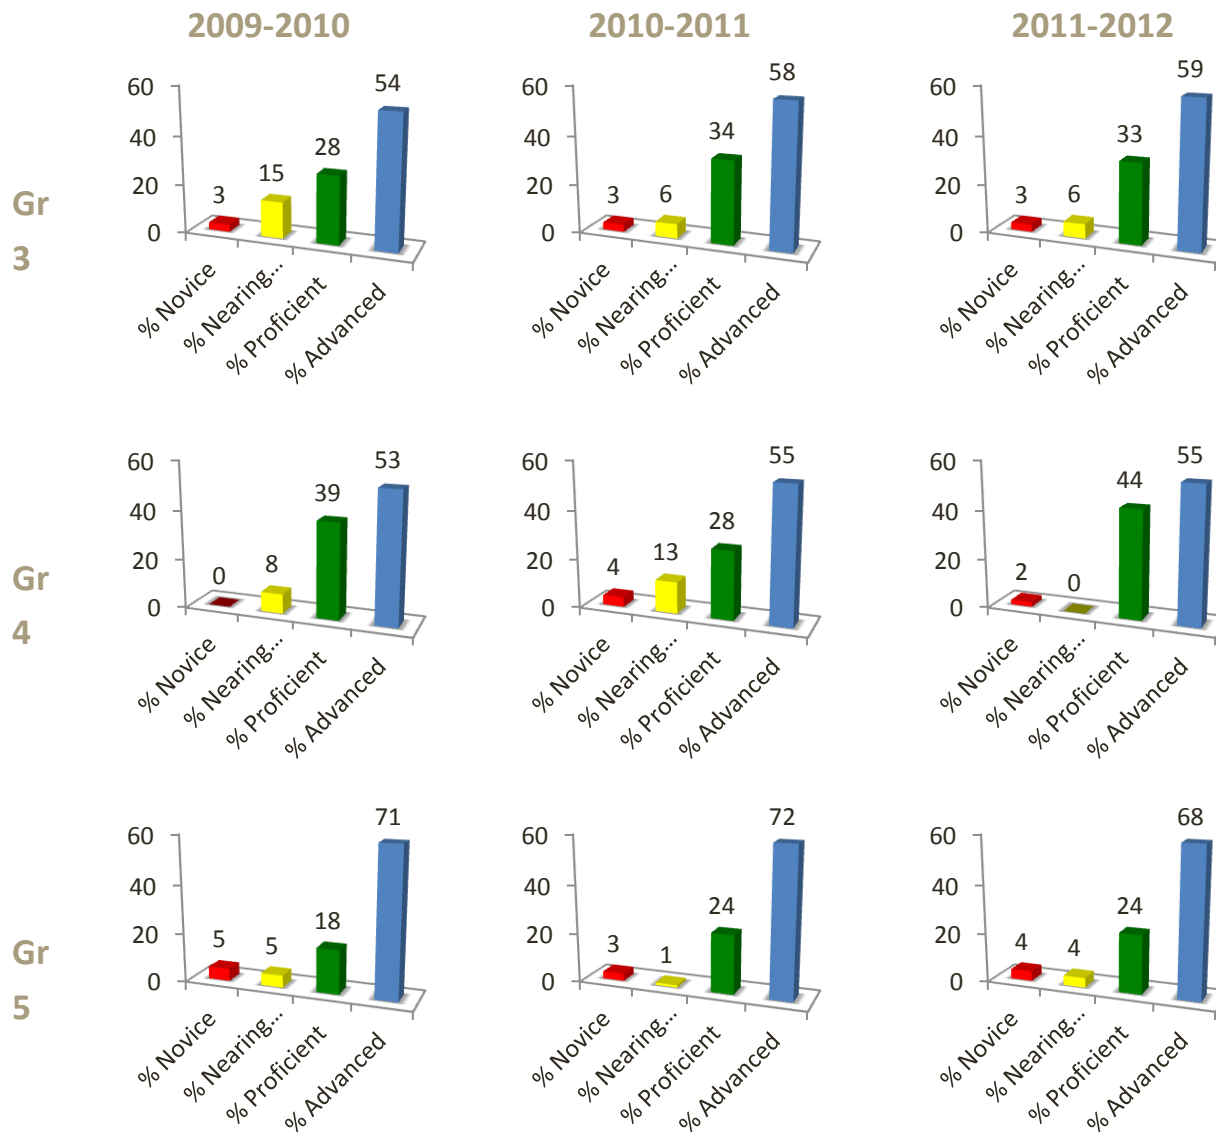 2009-2010 2010-2011 2011-2012
Gr
3
60
40
20
0
3 15 28 54
% Novice
% Nearing...
% Proficient
% Advanced
60
40
20
0
3 6 34 58
% Novice
% Nearing...
% Proficient
% Advanced
60
40
20
0
3 6 33 59
% Novice
% Nearing...
% Proficient
% Advanced
Gr
4
60
40
20
0
0 8 39 53
% Novice
% Nearing...
% Proficient
% Advanced
60
40
20
0
4 13 28 55
% Novice
% Nearing...
% Proficient
% Advanced
60
40
20
0
2 0 44 55
% Novice
% Nearing...
% Proficient
% Advanced
Gr
5
60
40
20
0
5 5 18 71
% Novice
% Nearing...
% Proficient
% Advanced
60
40
20
0
3 1 24 72
% Novice
% Nearing...
% Proficient
% Advanced
60
40
20
0
4 4 24 68
% Novice
% Nearing...
% Proficient
% Advanced